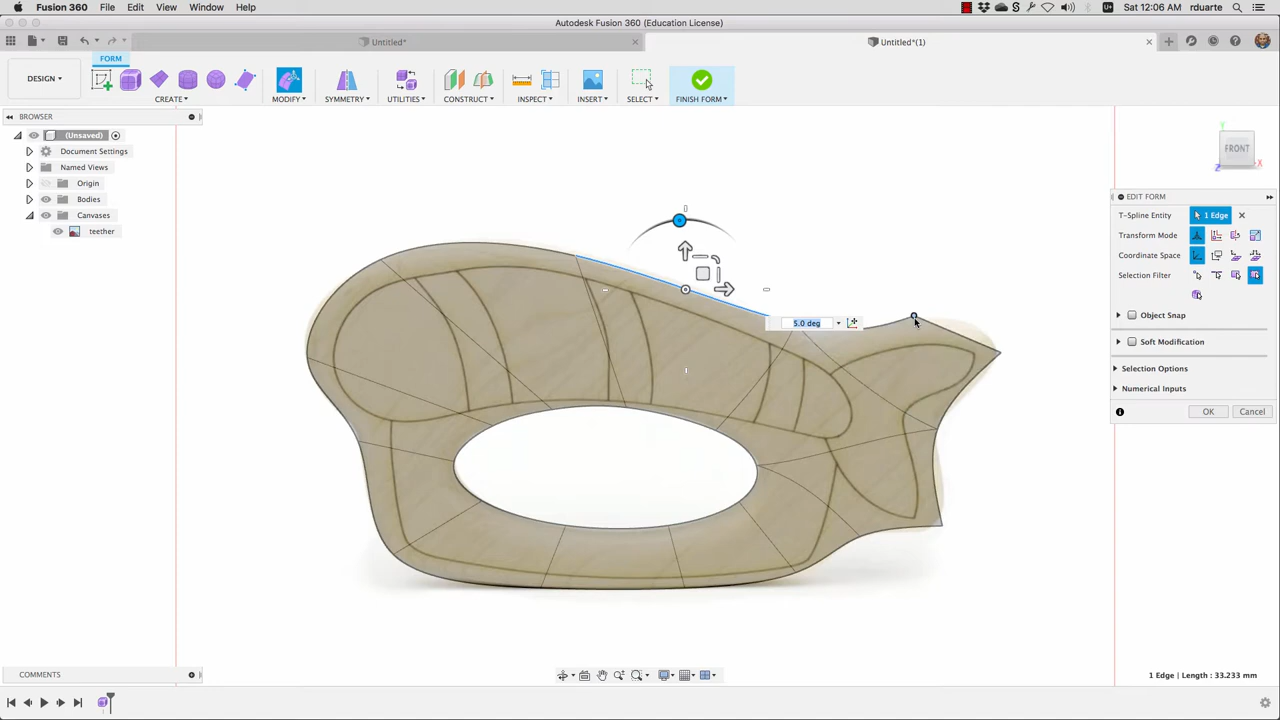 Fusion 360 File Edit View Window Help Sat 12:06 AM rduarte
Autodesk Fusion 360 (Education License)
Untitled* Untitled*(1)
FORM
DESIGN
CREATE MODIFY SYMMETRY UTILITIES CONSTRUCT INSPECT INSERT SELECT FINISH FORM
BROWSER
(Unsaved)
Document Settings
Named Views
Origin
Bodies
Canvases
teether
FRONT
Y
Z
X
EDIT FORM
T-Spline Entity 1 Edge
Transform Mode
Coordinate Space
Selection Filter
Object Snap
Soft Modification
Selection Options
Numerical Inputs
OK Cancel
5.0 deg
COMMENTS
1 Edge | Length : 33.233 mm